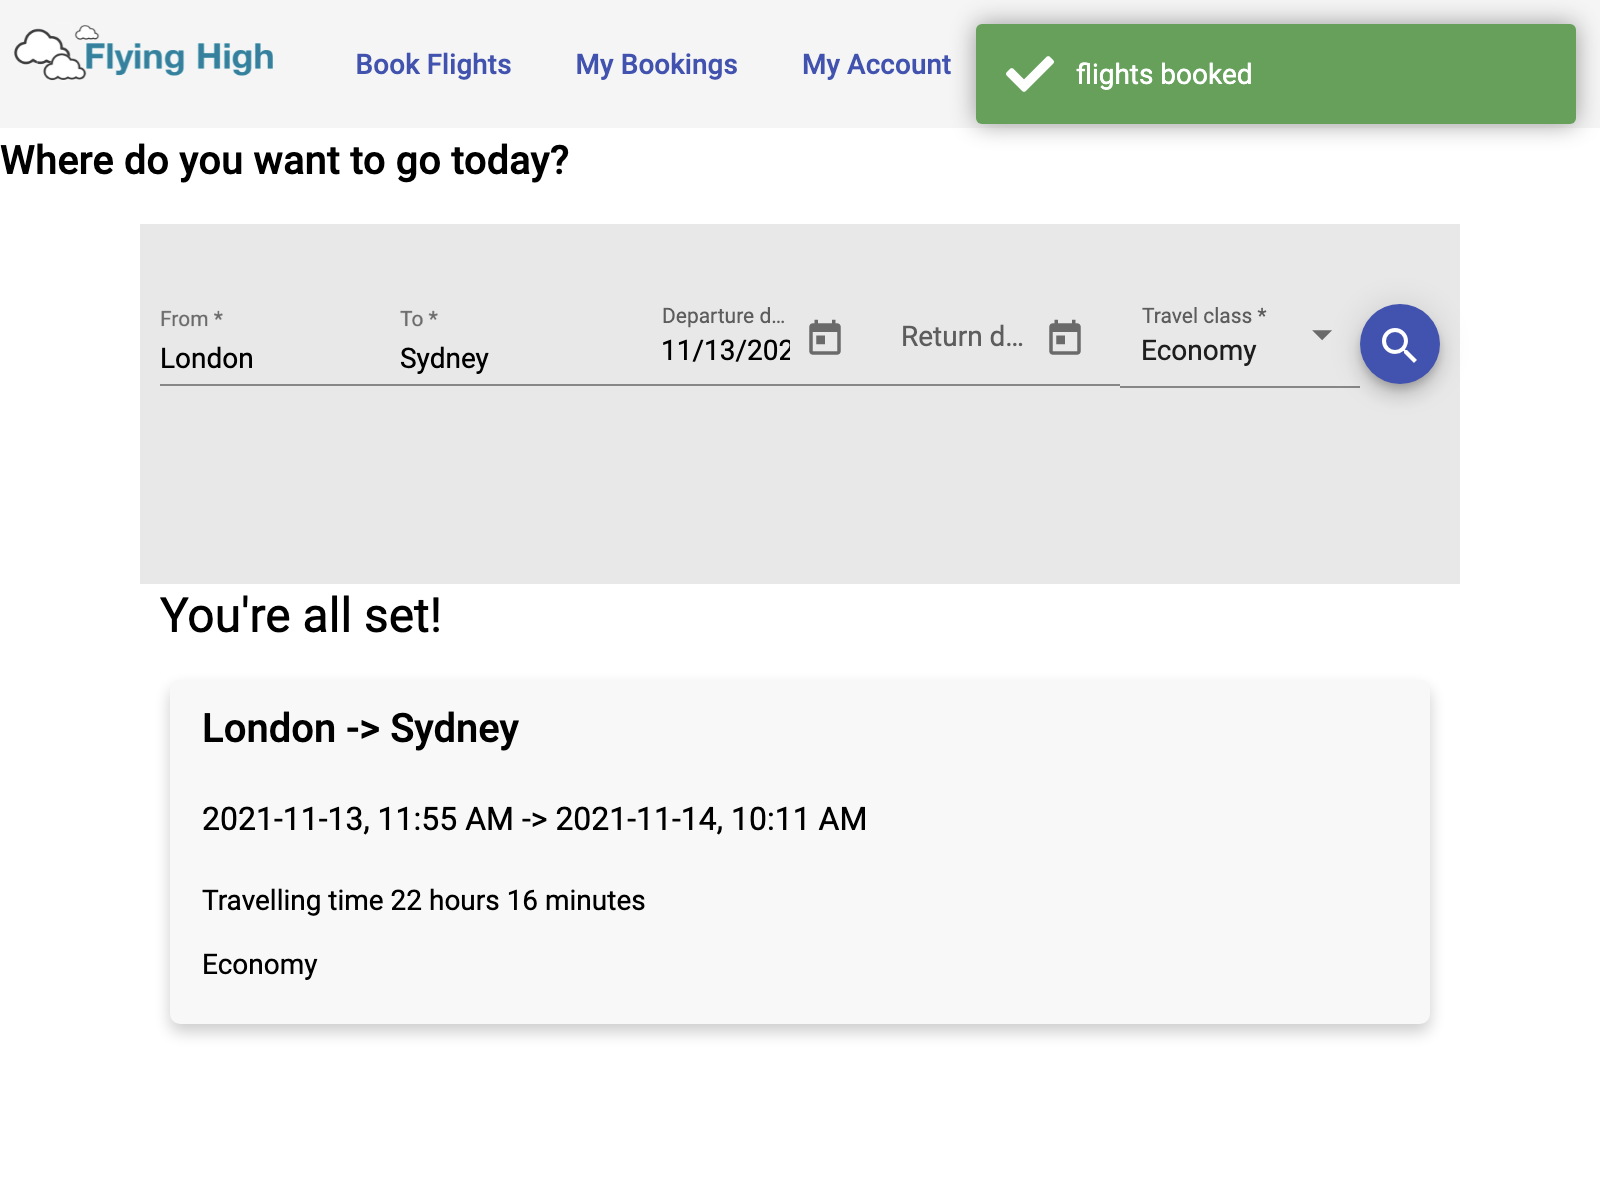 Flying High
Book Flights
My Bookings
My Account
flights booked
Where do you want to go today?
From *
To *
Departure d...
Travel class *
London
Sydney
11/13/202
Return d...
Economy
You're all set!
London -> Sydney
2021-11-13, 11:55 AM -> 2021-11-14, 10:11 AM
Travelling time 22 hours 16 minutes
Economy